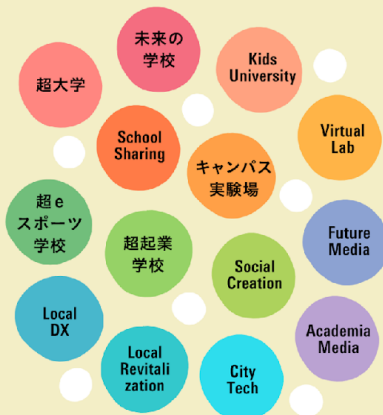 未来の
学校
Kids
University
超大学
School
Sharing
Virtual
Lab
キャンパス
実験場
超e
スポーツ
学校
超起業
学校
Future
Media
Social
Creation
Local
DX
Academia
Media
Local
Revitali
zation
City
Tech